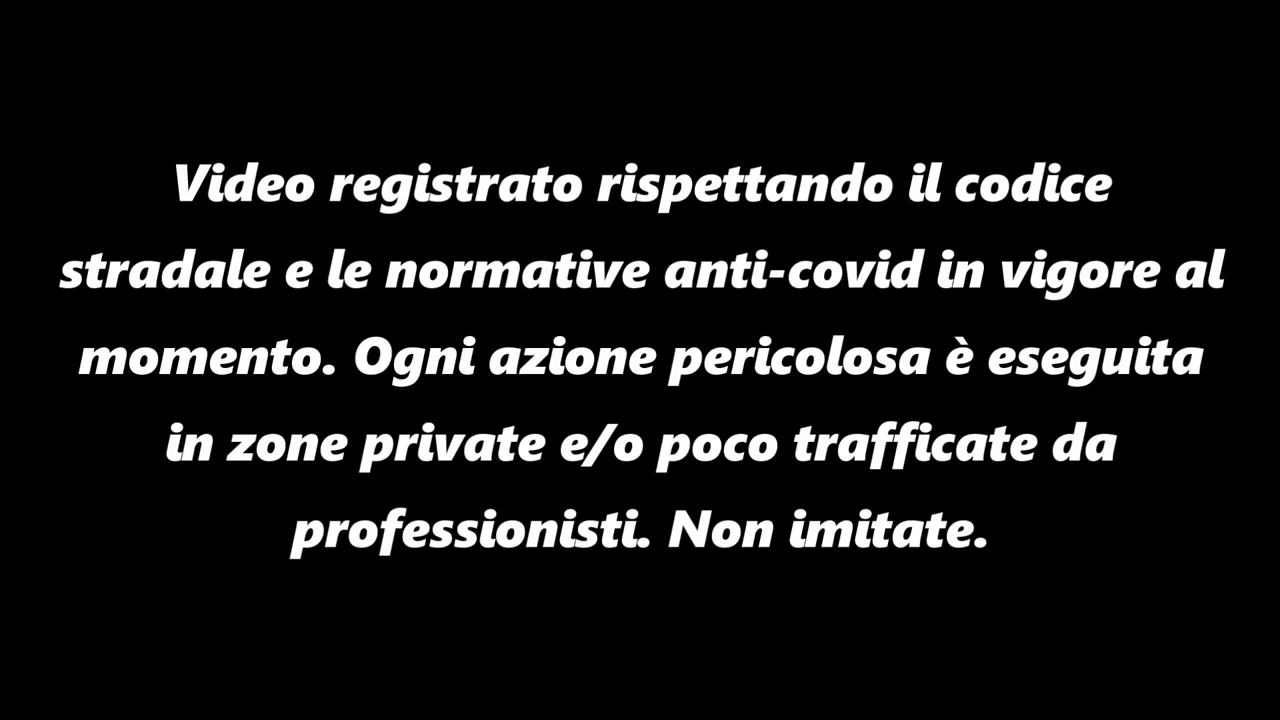 Video registrato rispettando il codice
stradale e le normative anti-covid in vigore al
momento. Ogni azione pericolosa è eseguita
in zone private e/o poco trafficate da
professionisti. Non imitate.